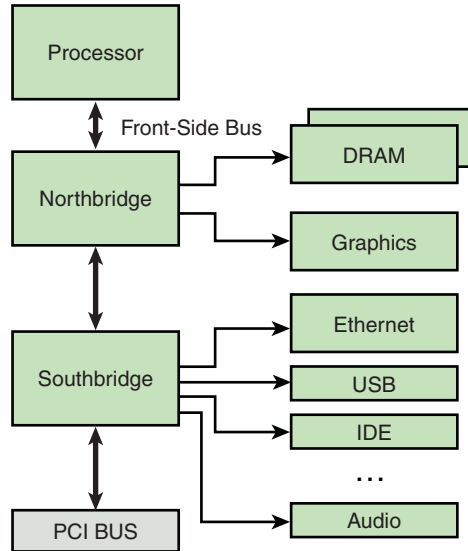 Processor
Front-Side Bus
DRAM
Northbridge
Graphics
Ethernet
Southbridge
USB
IDE
...
Audio
PCI BUS